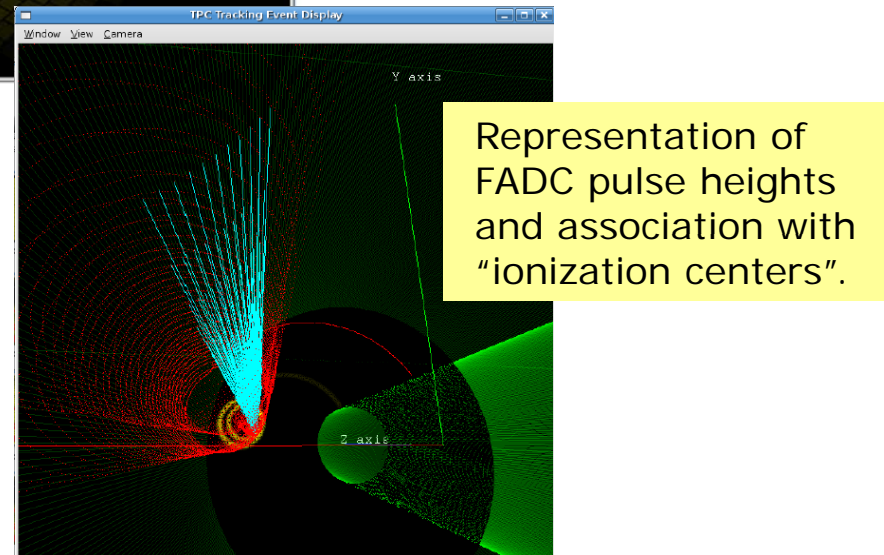 TPC Tracking Event Display
Window View Camera
Y axis
Representation of
FADC pulse heights
and association with
“ionization centers”.
Z axis